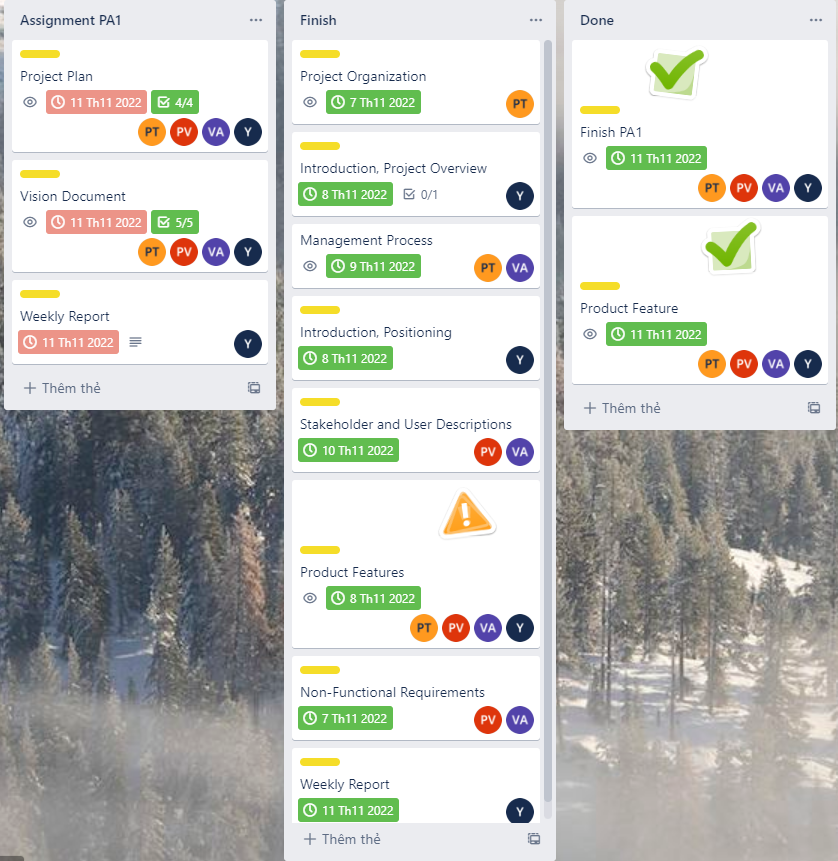 Assignment PA1
Project Plan
11 Th11 2022 4/4
PT PV VA Y
Vision Document
11 Th11 2022 5/5
PT PV VA Y
Weekly Report
11 Th11 2022 Y
Thêm thẻ
Finish
Project Organization
7 Th11 2022 PT
Introduction, Project Overview
8 Th11 2022 0/1 Y
Management Process
9 Th11 2022 PT VA
Introduction, Positioning
8 Th11 2022 Y
Stakeholder and User Descriptions
10 Th11 2022 PV VA
Product Features
8 Th11 2022
PT PV VA Y
Non-Functional Requirements
7 Th11 2022 PV VA
Weekly Report
11 Th11 2022 Y
Thêm thẻ
Done
Finish PA1
11 Th11 2022
PT PV VA Y
Product Feature
11 Th11 2022
PT PV VA Y
Thêm thẻ